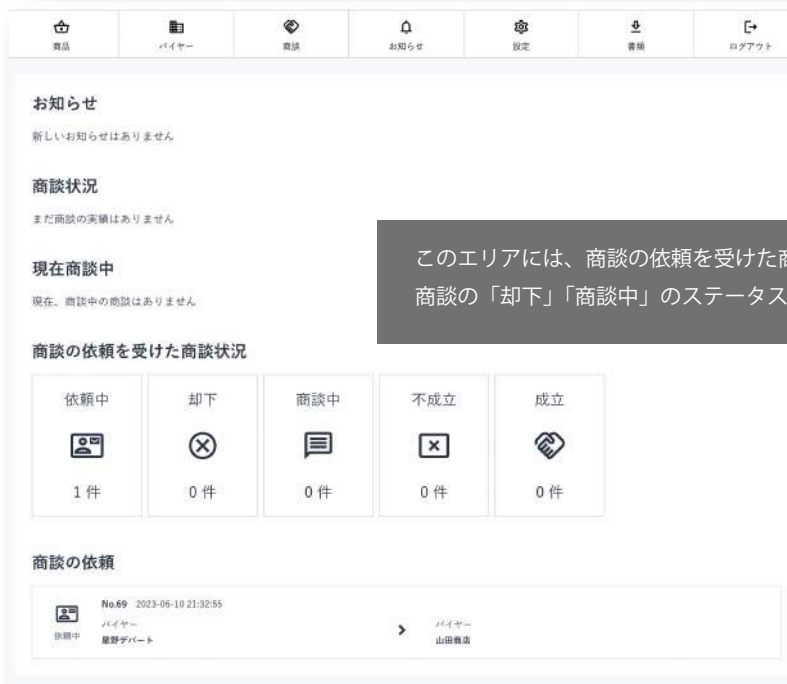 商品 バイヤー 商談 お知らせ 設定 書類 ログアウト
お知らせ
新しいお知らせはありません
商談状況
まだ商談の実績はありません
このエリアには、商談の依頼を受けた商
商談の「却下」「商談中」のステータス
現在商談中
現在、商談中の商談はありません
商談の依頼を受けた商談状況
依頼中 却下 商談中 不成立 成立
1 件 0 件 0 件 0 件 0 件
商談の依頼
No.69 2023-06-10 21:32:55
バイヤー バイヤー
依頼中 星野デパート 山田商店